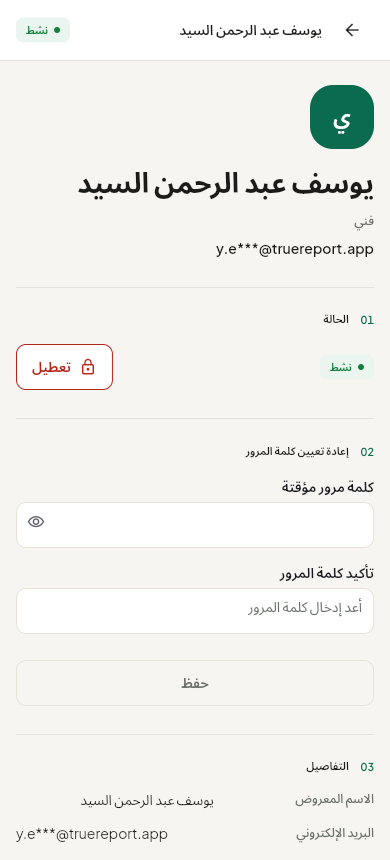 يوسف عبد الرحمن السيد نشط
ي
يوسف عبد الرحمن السيد
فني
y.e***@truereport.app
01 الحالة
نشط تعطيل
02 إعادة تعيين كلمة المرور
كلمة مرور مؤقتة
تأكيد كلمة المرور
أعد إدخال كلمة المرور
حفظ
03 التفاصيل
الاسم المعروض يوسف عبد الرحمن السيد
البريد الإلكتروني y.e***@truereport.app